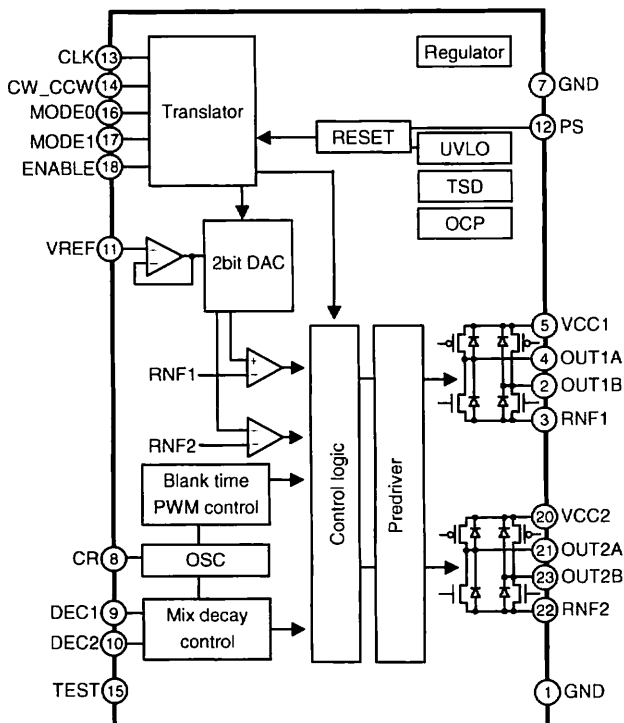 CLK 13
CW_CCW 14
MODE0 16
MODE1 17
ENABLE 18
Translator
Regulator
7 GND
12 PS
RESET
UVLO
TSD
OCP
VREF 11
2bit DAC
RNF1
RNF2
Blank time
PWM control
CR 8
OSC
DEC1 9
DEC2 10
Mix decay
control
TEST 15
Control logic
Predriver
5 VCC1
4 OUT1A
2 OUT1B
3 RNF1
20 VCC2
21 OUT2A
23 OUT2B
22 RNF2
1 GND